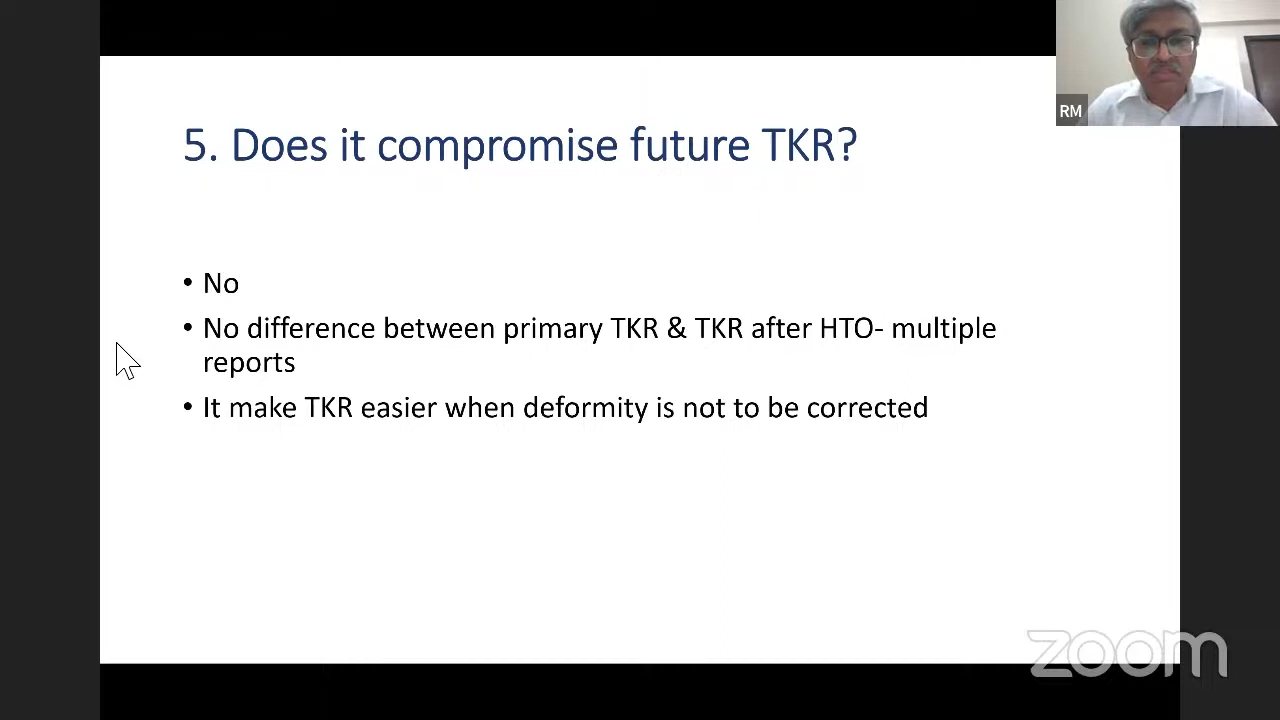 RM
5. Does it compromise future TKR?
• No
• No difference between primary TKR & TKR after HTO- multiple
reports
• It make TKR easier when deformity is not to be corrected
zoom